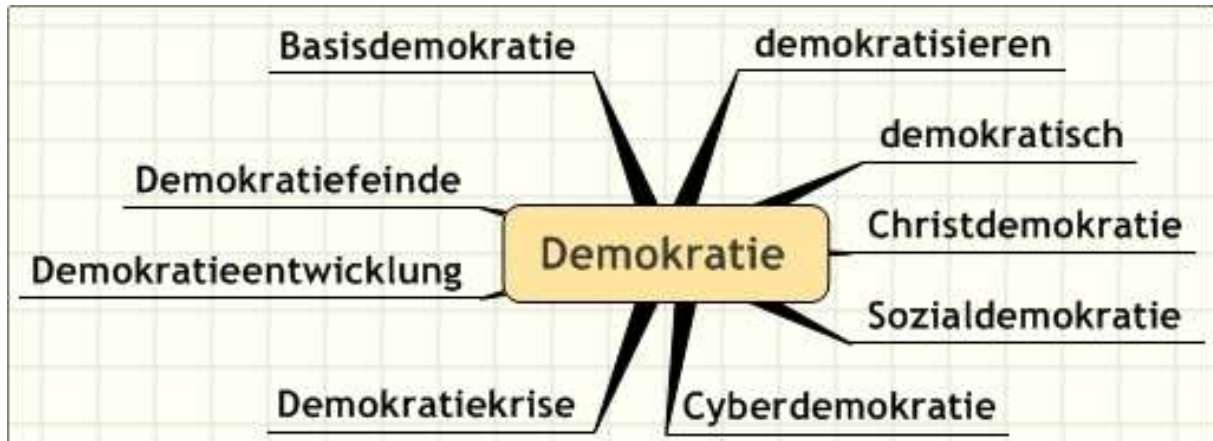 Basisdemokratie
demokratisieren
demokratisch
Demokratiefeinde
Christdemokratie
Demokratie
Demokratieentwicklung
Sozialdemokratie
Demokratiekrise
Cyberdemokratie